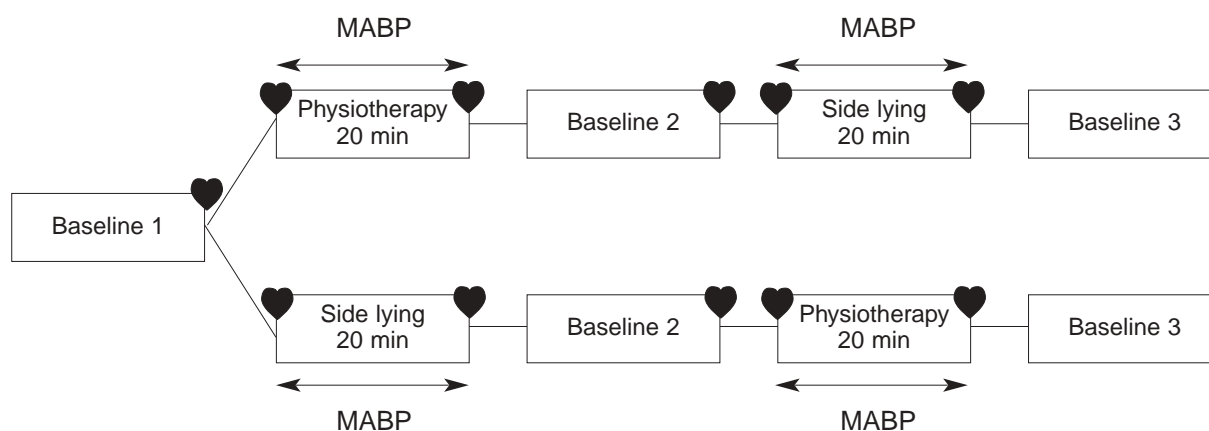 MABP
MABP
Physiotherapy
20 min
Baseline 2
Side lying
20 min
Baseline 3
Baseline 1
Side lying
20 min
Baseline 2
Physiotherapy
20 min
Baseline 3
MABP
MABP